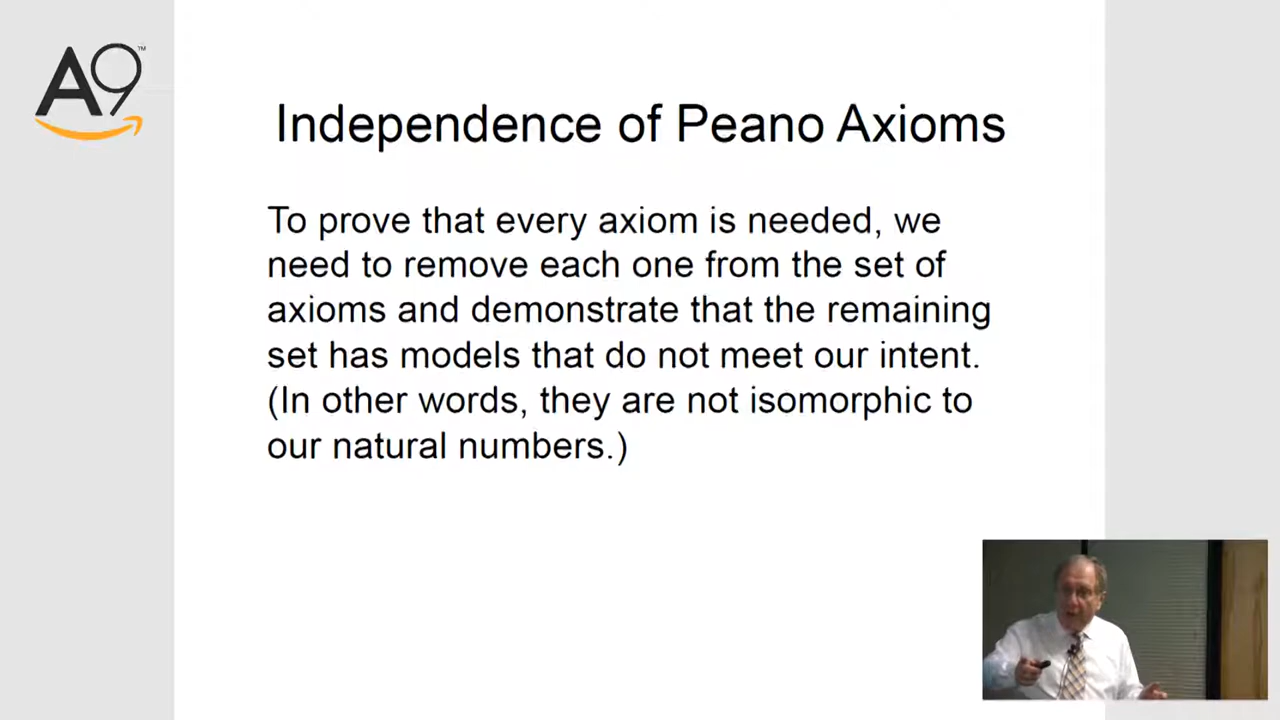 A9™
Independence of Peano Axioms
To prove that every axiom is needed, we
need to remove each one from the set of
axioms and demonstrate that the remaining
set has models that do not meet our intent.
(In other words, they are not isomorphic to
our natural numbers.)